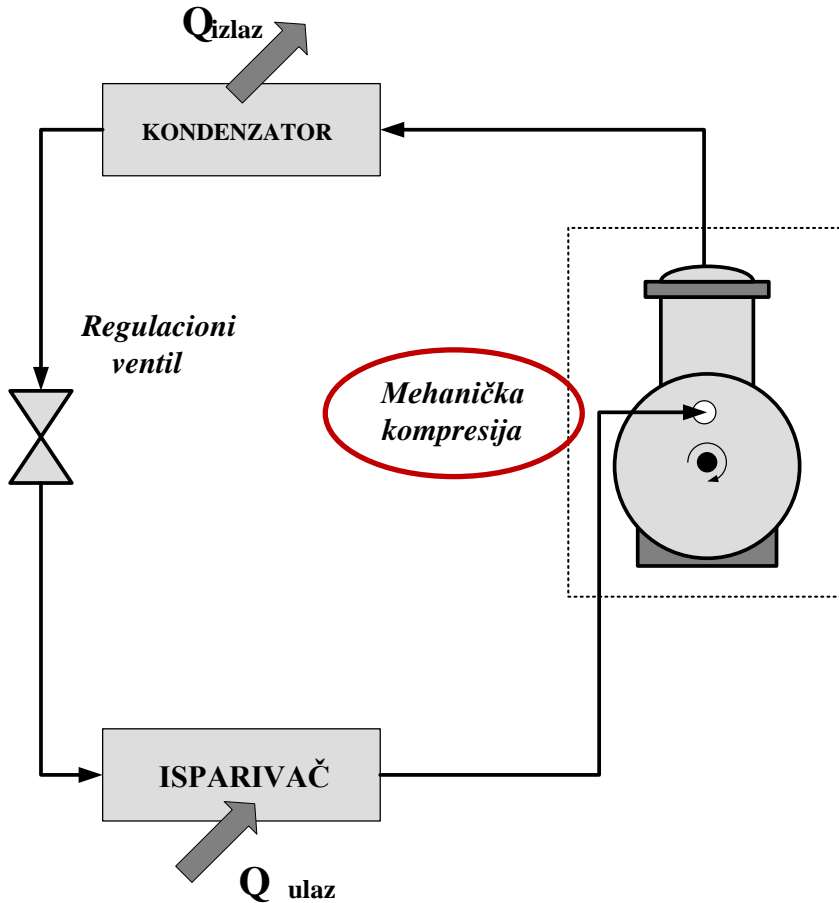 Qizlaz
KONDENZATOR
Regulacioni
ventil
Mehanička
kompresija
ISPARIVAČ
Q ulaz